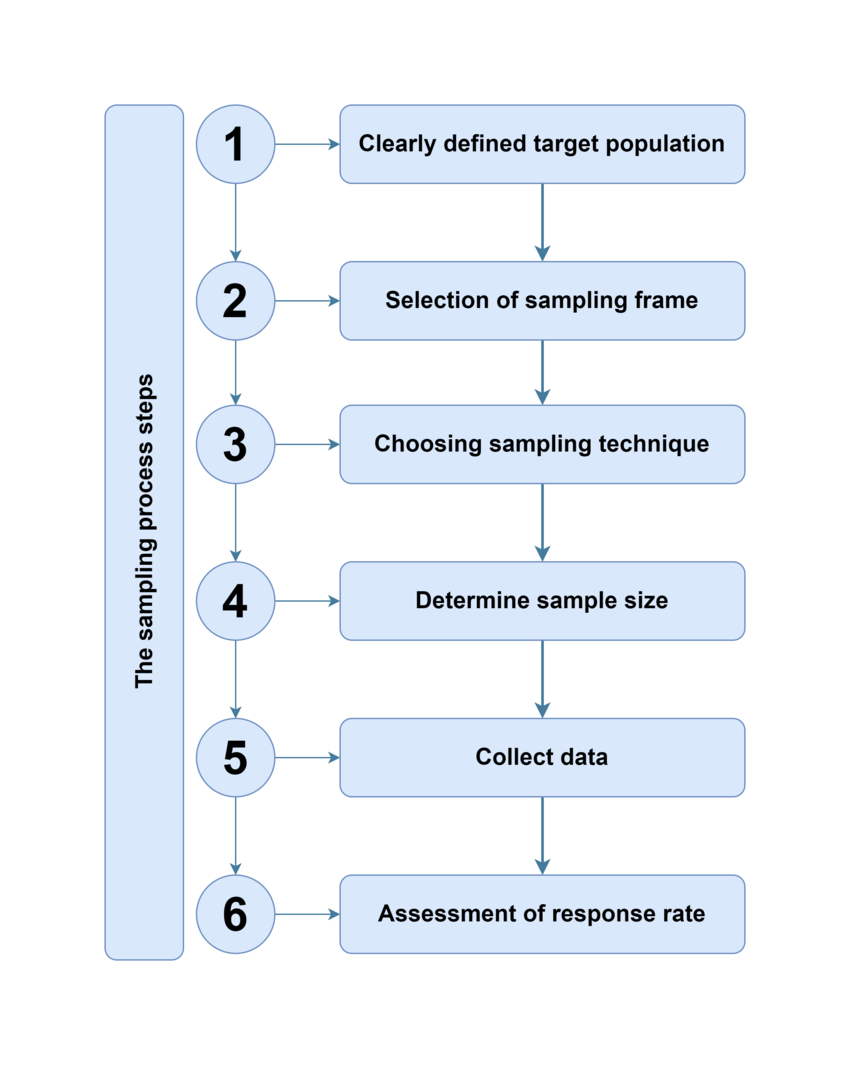 The sampling process steps
1
Clearly defined target population
2
Selection of sampling frame
3
Choosing sampling technique
4
Determine sample size
5
Collect data
6
Assessment of response rate